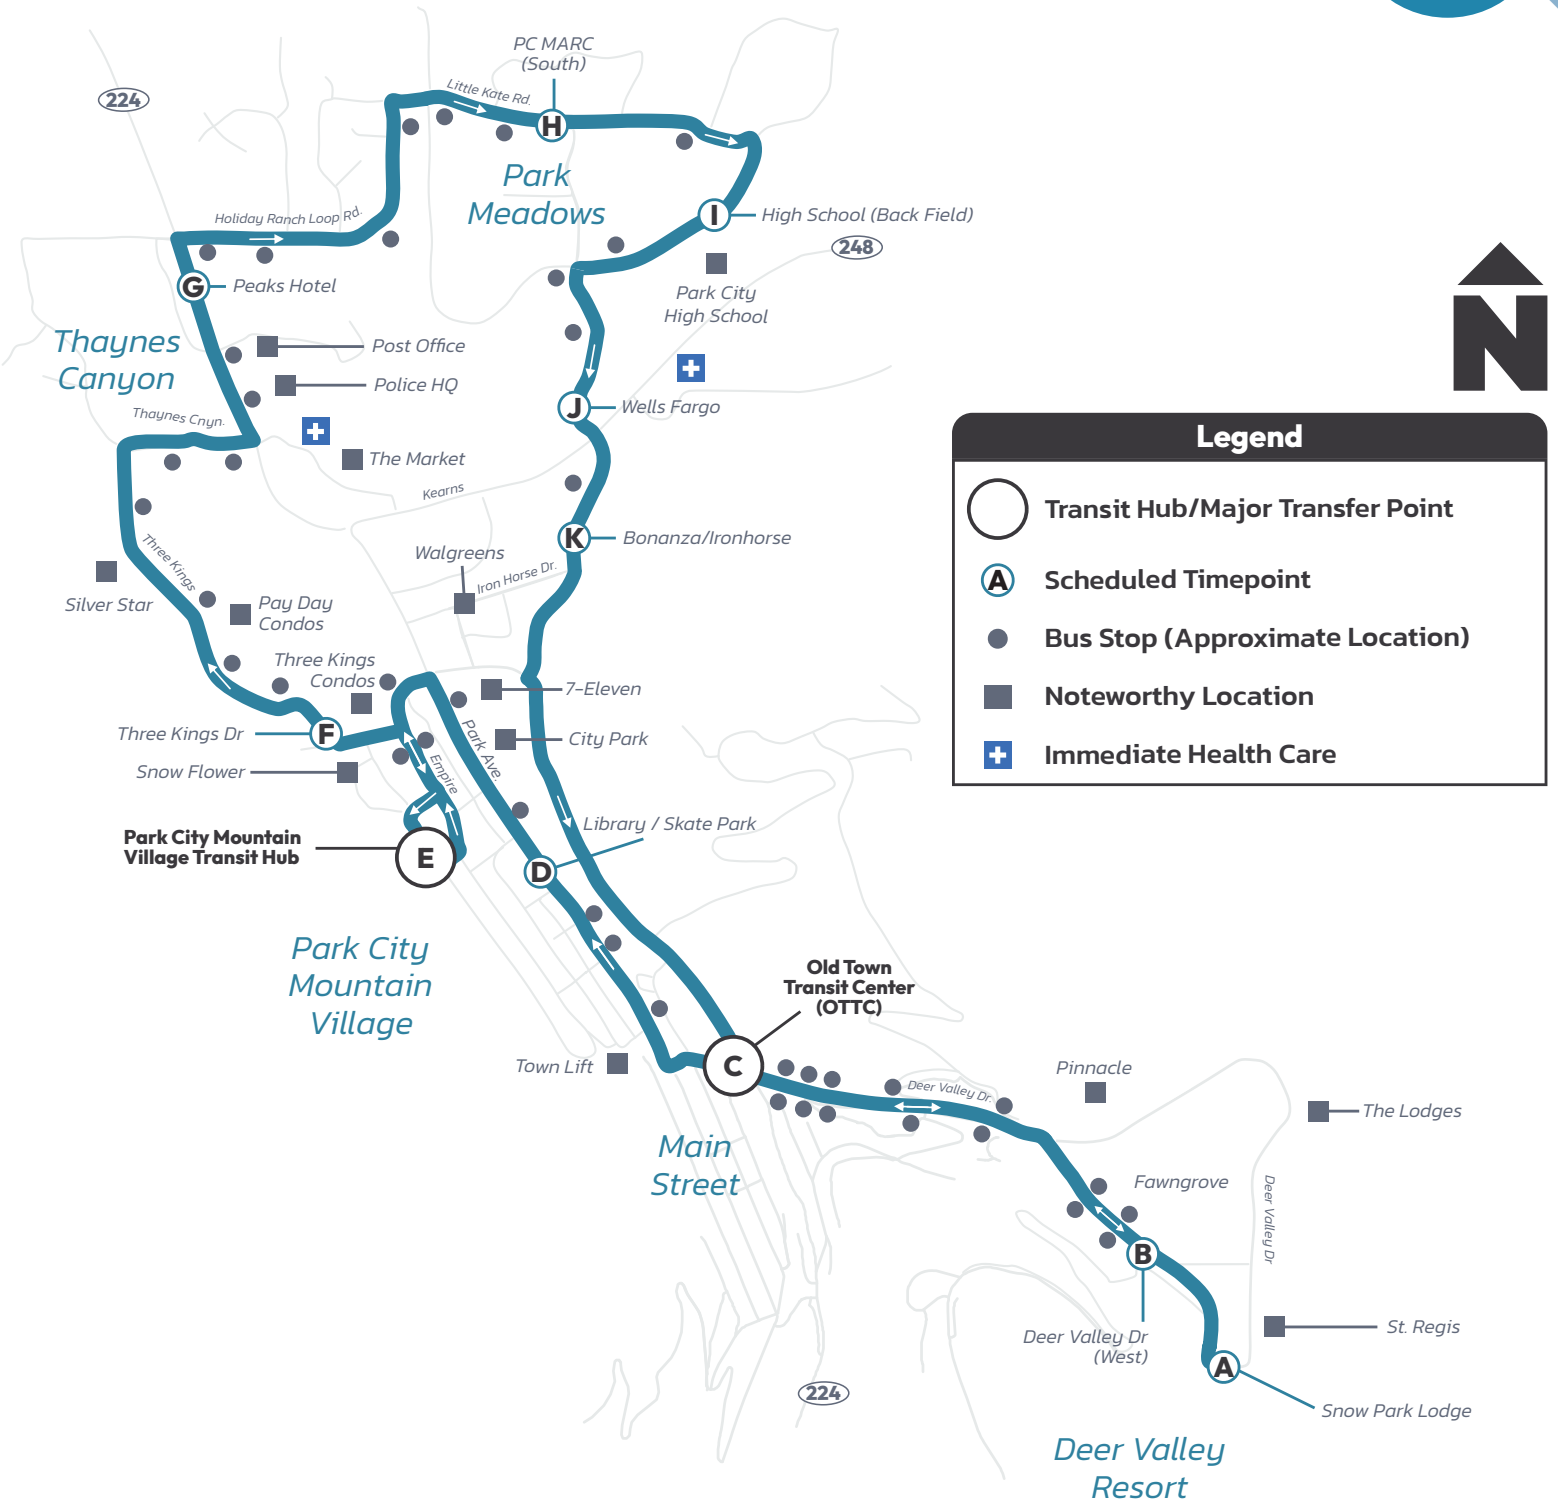 PC MARC
(South)
224
Little Kate Rd.
H
Park
Meadows
Holiday Ranch Loop Rd.
I
High School (Back Field)
248
G
Peaks Hotel
Park City
High School
Thaynes
Canyon
Post Office
Police HQ
Thaynes Cnyn.
J
Wells Fargo
The Market
Kearns
K
Bonanza/Ironhorse
Walgreens
Iron Horse Dr.
Three Kings
Silver Star
Pay Day
Condos
Three Kings
Condos
7-Eleven
Three Kings Dr
F
Park Ave.
City Park
Snow Flower
Empire
Library / Skate Park
Park City Mountain
Village Transit Hub
E
D
Park City
Mountain
Village
Old Town
Transit Center
(OTTC)
Town Lift
C
Deer Valley Dr.
Pinnacle
The Lodges
Main
Street
Fawngrove
Deer Valley Dr
B
Deer Valley Dr
(West)
St. Regis
A
224
Snow Park Lodge
Deer Valley
Resort
N
Legend
Transit Hub/Major Transfer Point
A
Scheduled Timepoint
Bus Stop (Approximate Location)
Noteworthy Location
Immediate Health Care